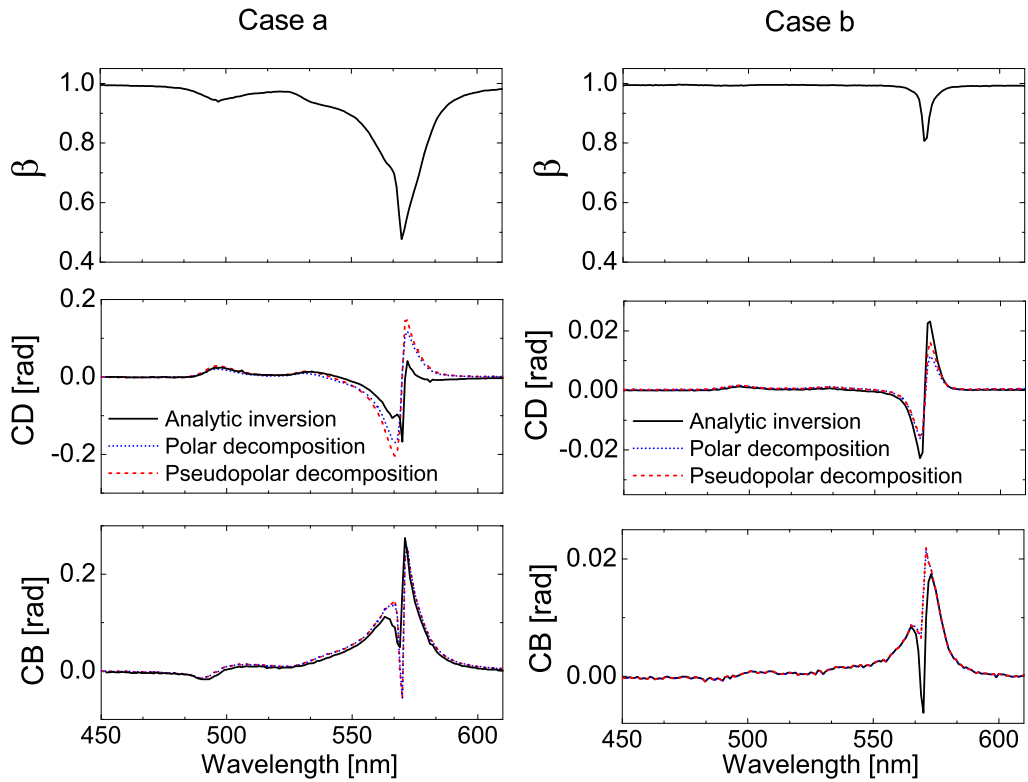 Case a
Case b
1.0
0.8
0.6
0.4
β
1.0
0.8
0.6
0.4
β
0.2
0.0
-0.2
CD [rad]
Analytic inversion
Polar decomposition
Pseudopolar decomposition
0.02
0.00
-0.02
CD [rad]
Analytic inversion
Polar decomposition
Pseudopolar decomposition
0.2
0.0
CB [rad]
450 500 550 600
Wavelength [nm]
0.02
0.00
CB [rad]
450 500 550 600
Wavelength [nm]